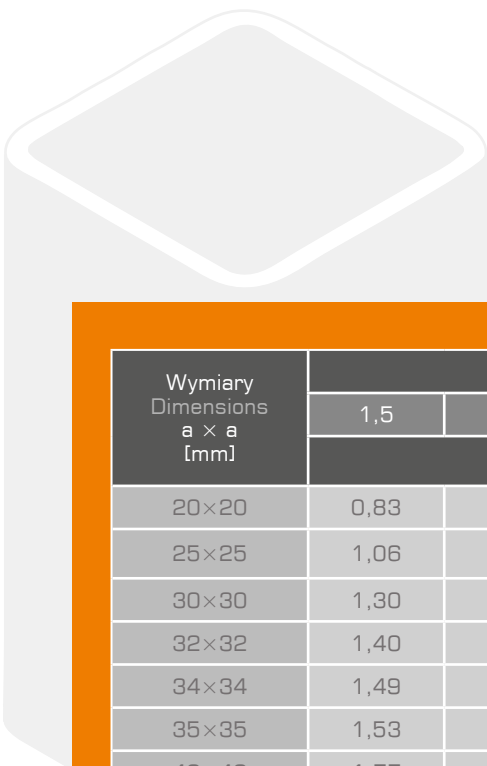 Wymiary
Dimensions
a × a
[mm]
1,5
20×20 0,83
25×25 1,06
30×30 1,30
32×32 1,40
34×34 1,49
35×35 1,53